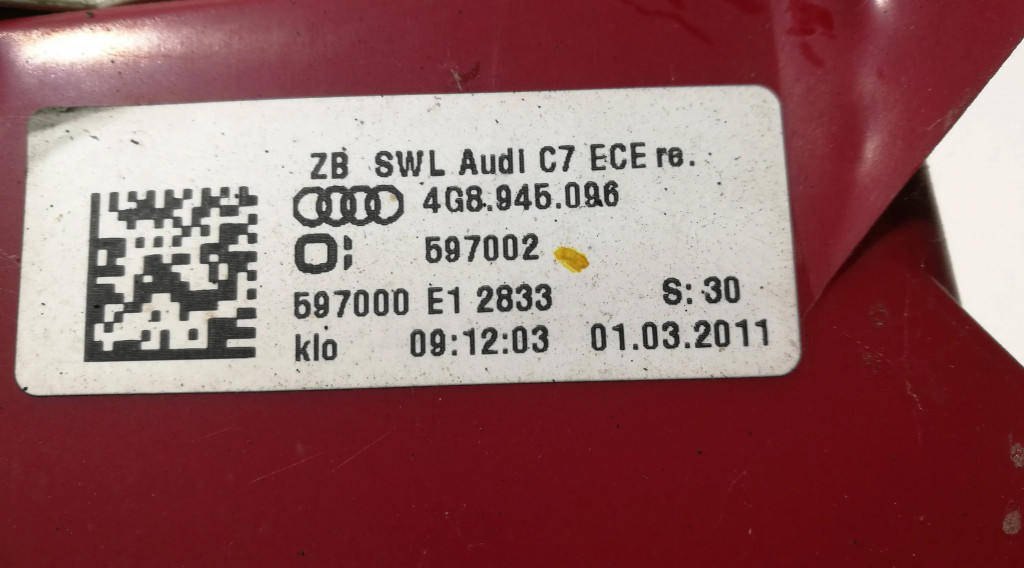 ZB SWL Audi C7 ECE re.
4G8.945.096
597002
597000 E1 2833 S: 30
klo 09:12:03 01.03.2011